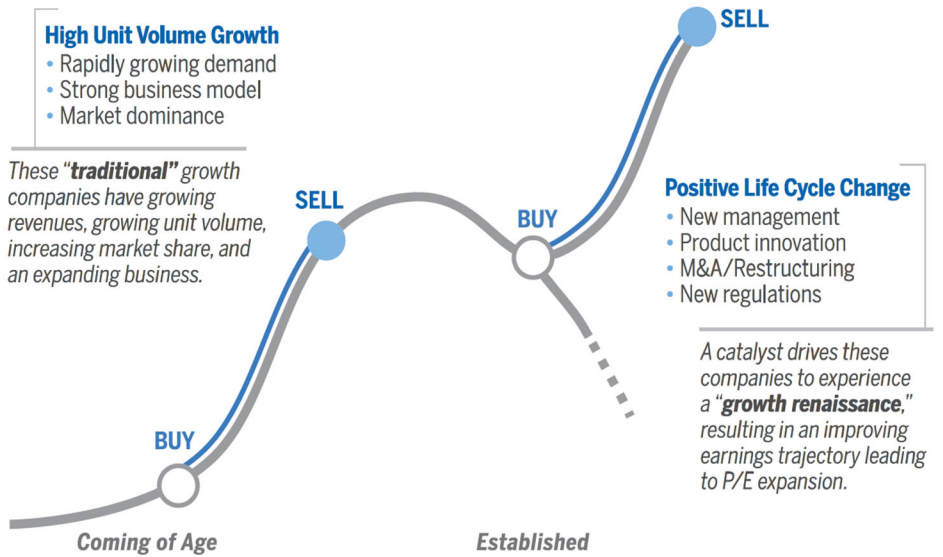 High Unit Volume Growth
• Rapidly growing demand
• Strong business model
• Market dominance
These “traditional” growth
companies have growing
revenues, growing unit volume,
increasing market share, and
an expanding business.
BUY
SELL
BUY
SELL
Positive Life Cycle Change
• New management
• Product innovation
• M&A/Restructuring
• New regulations
A catalyst drives these
companies to experience
a “growth renaissance,”
resulting in an improving
earnings trajectory leading
to P/E expansion.
Coming of Age
Established